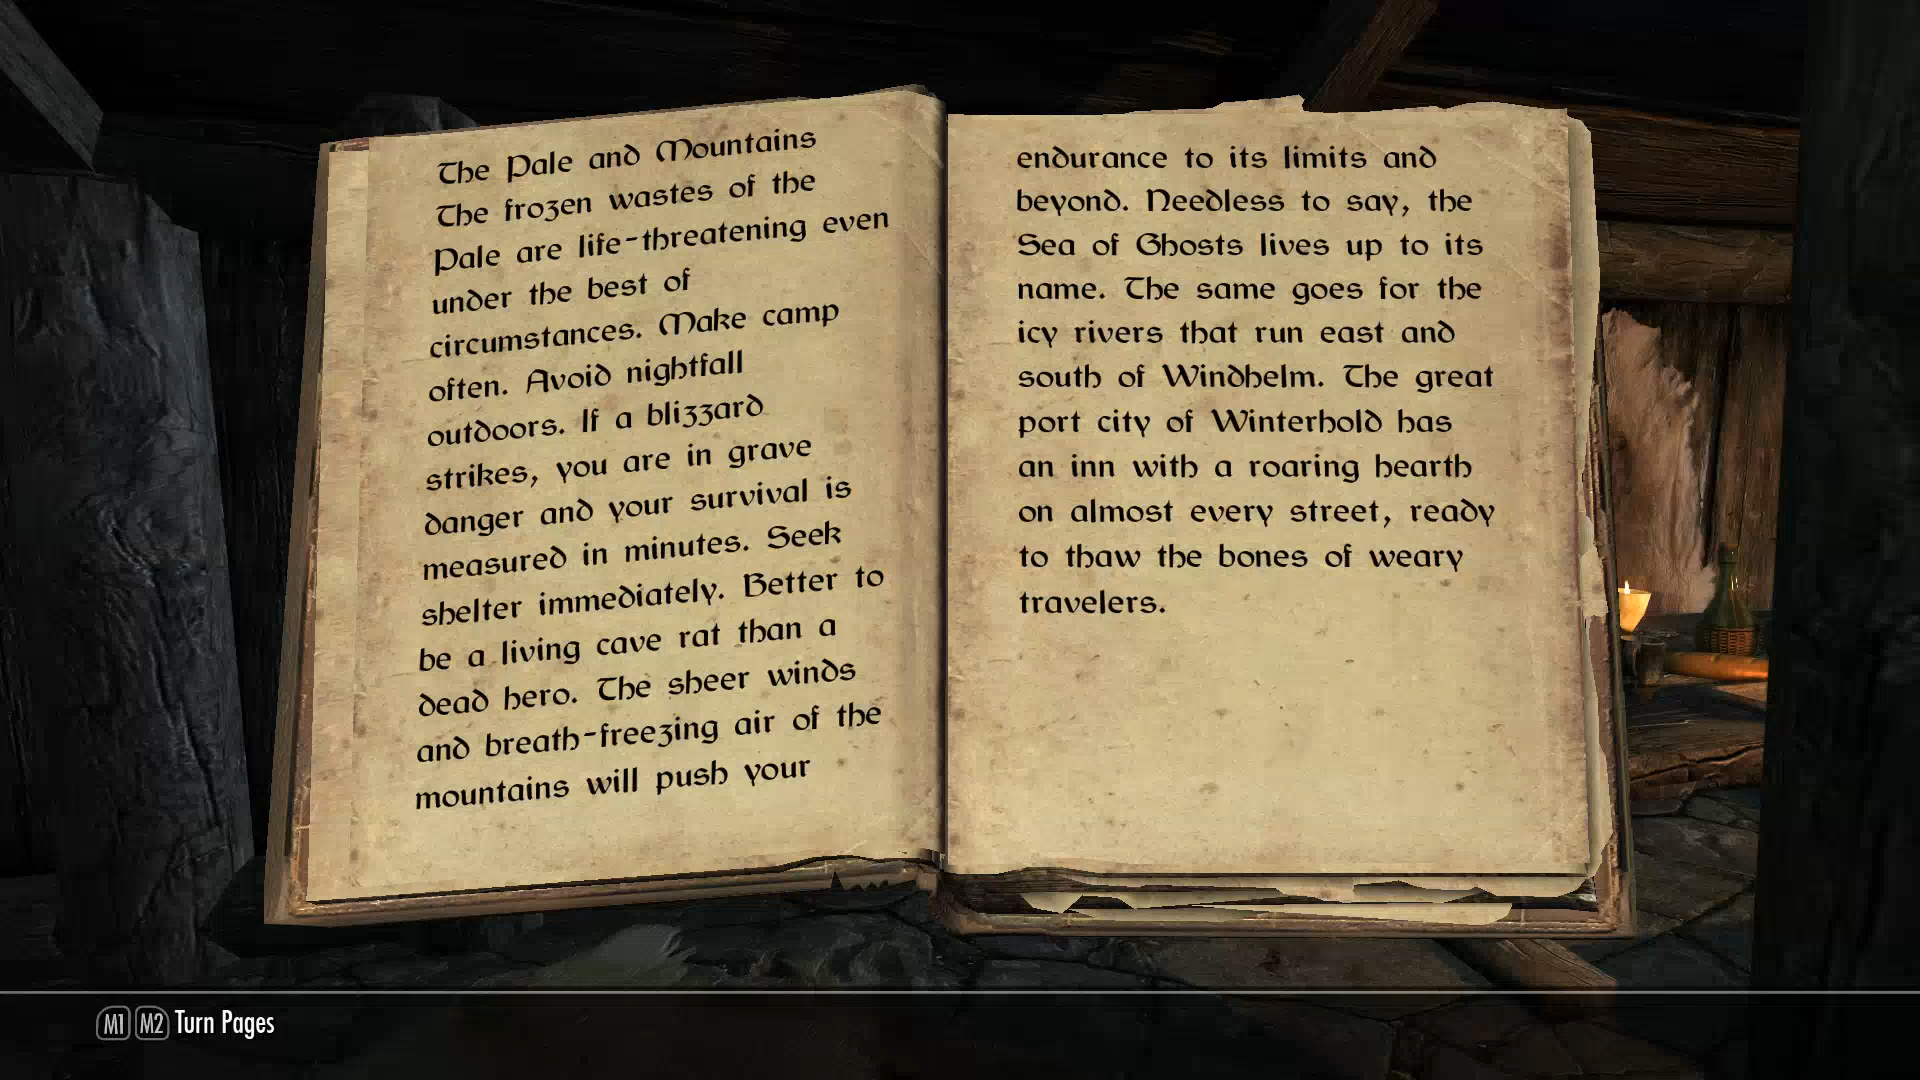 The Pale and Mountains
The frozen wastes of the
Pale are life-threatening even
under the best of
circumstances. Make camp
often. Avoid nightfall
outdoors. If a blizzard
strikes, you are in grave
danger and your survival is
measured in minutes. Seek
shelter immediately. Better to
be a living cave rat than a
dead hero. The sheer winds
and breath-freezing air of the
mountains will push your
endurance to its limits and
beyond. Needless to say, the
Sea of Ghosts lives up to its
name. The same goes for the
icy rivers that run east and
south of Windhelm. The great
port city of Winterhold has
an inn with a roaring hearth
on almost every street, ready
to thaw the bones of weary
travelers.
M1 M2 Turn Pages